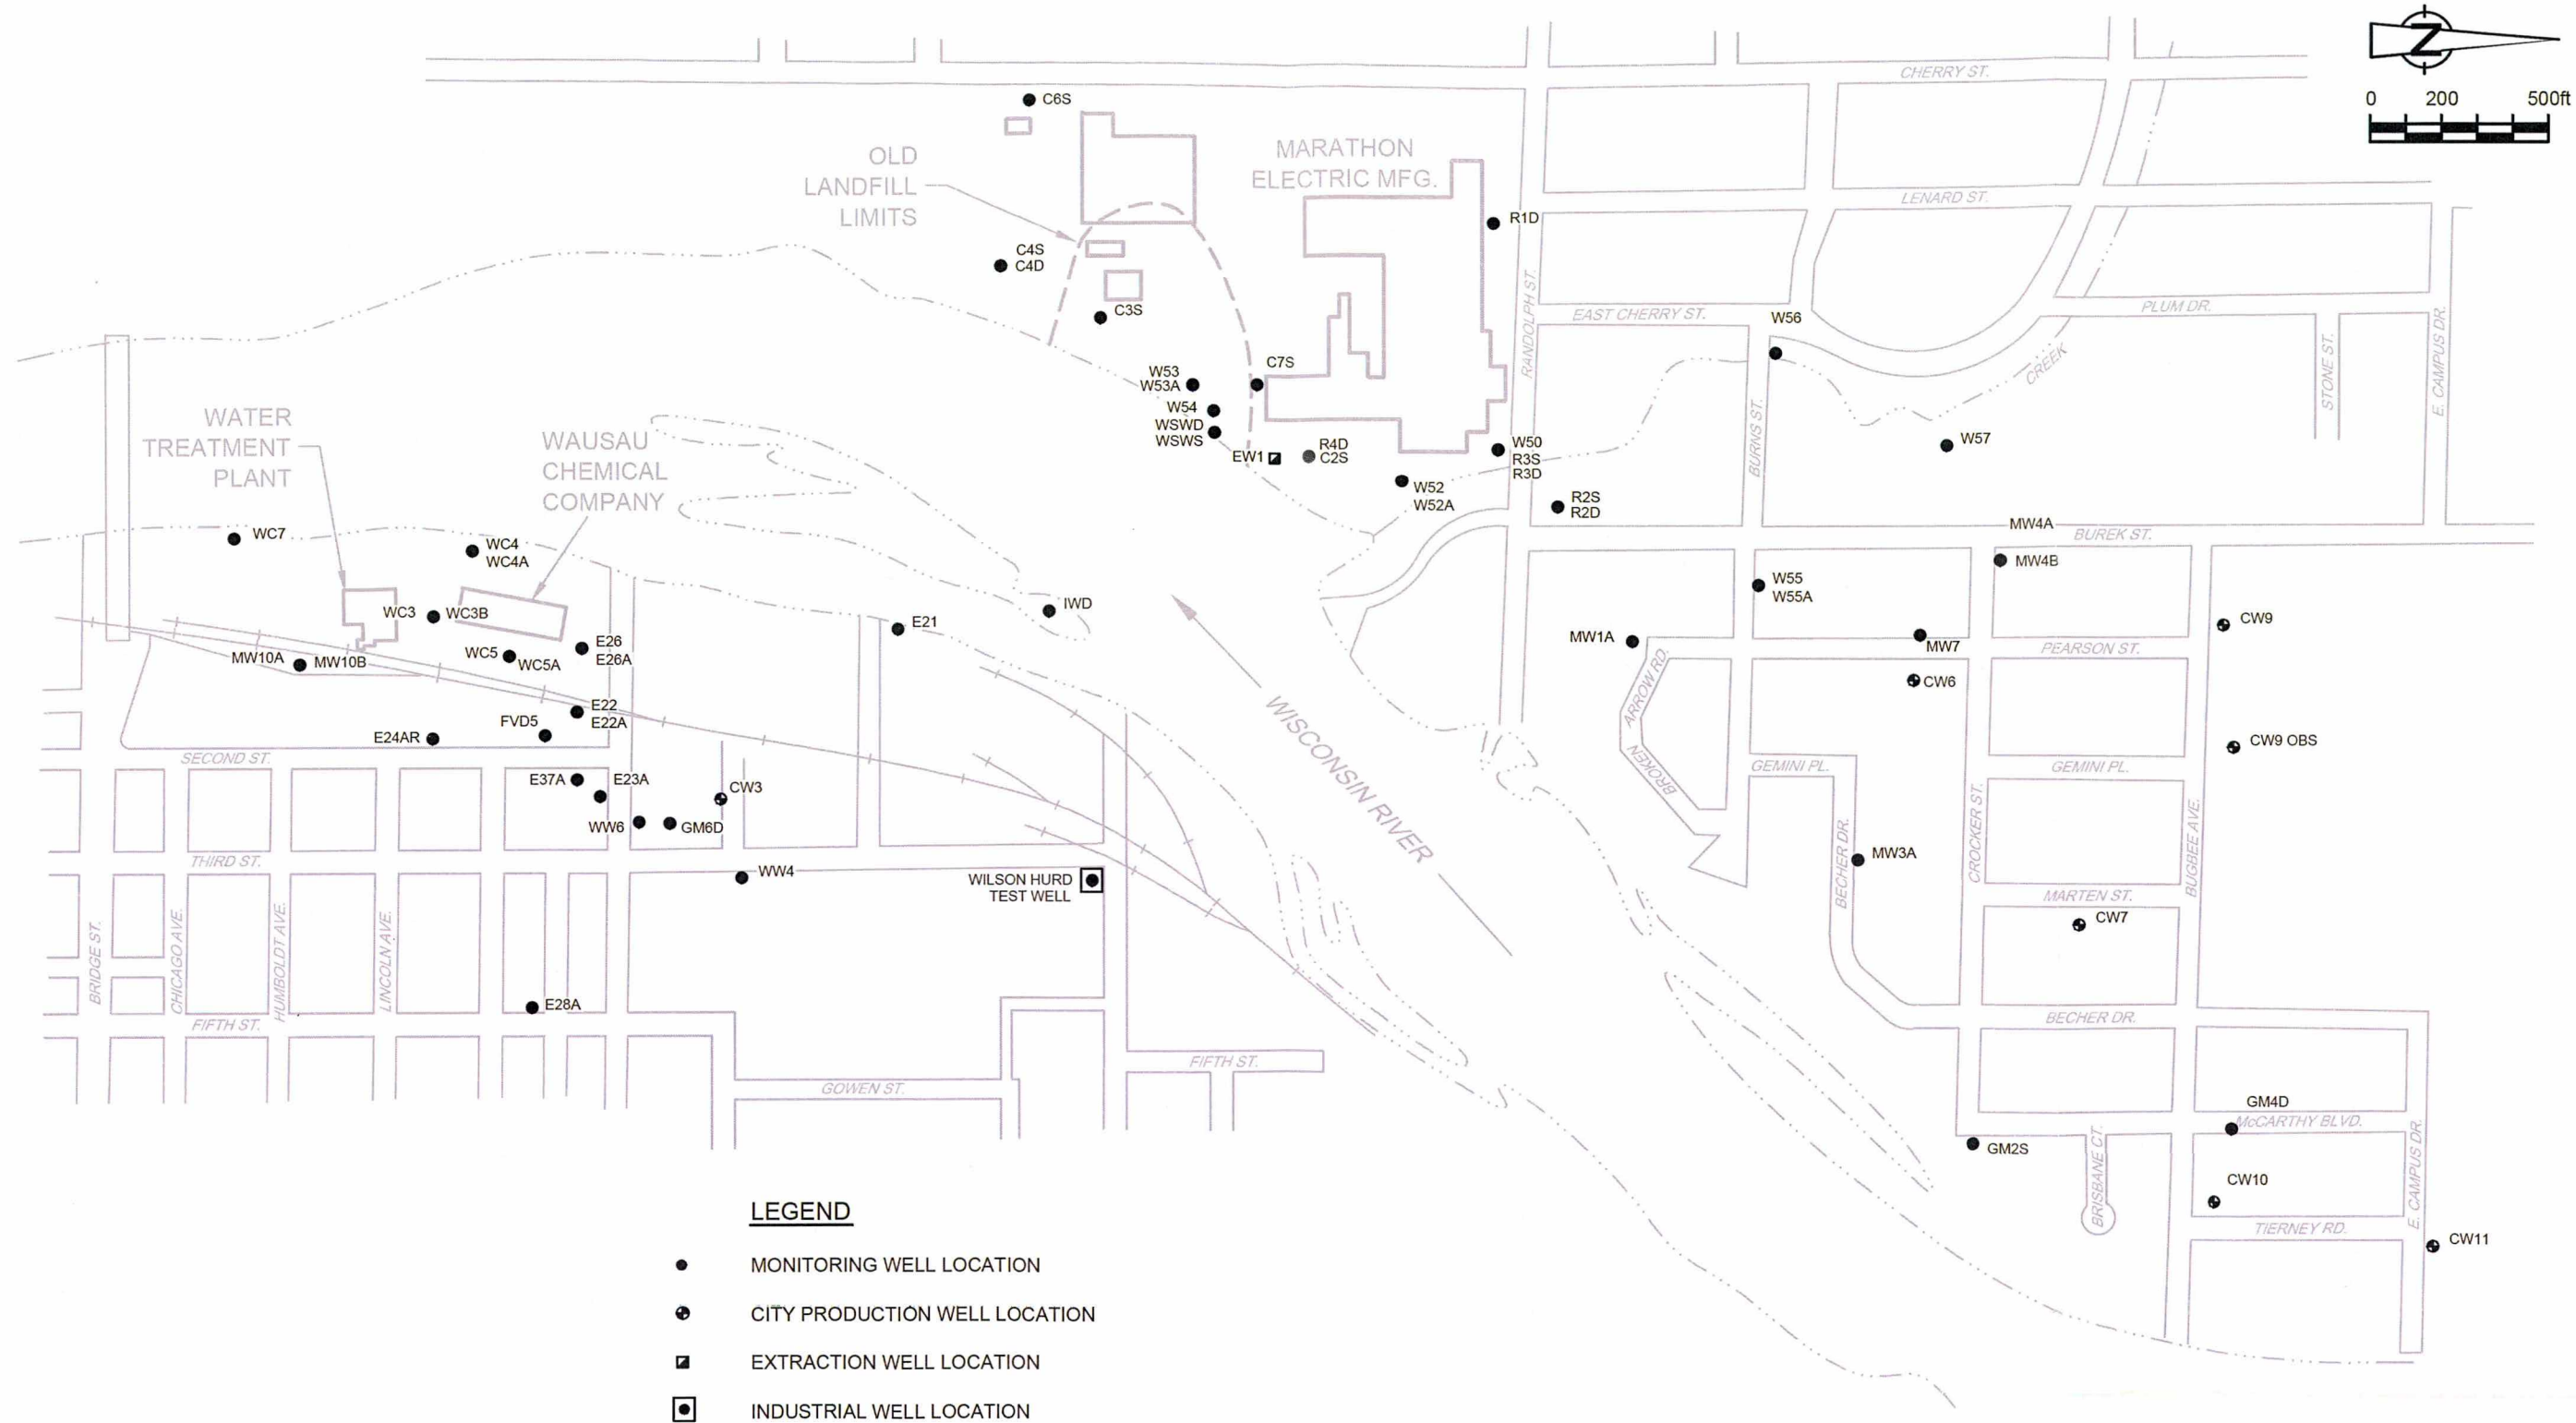 CHERRY ST.
Z
0 200 500ft
C6S
OLD
LANDFILL
LIMITS
MARATHON
ELECTRIC MFG.
LENARD ST.
R1D
C4S
C4D
C3S
RANDOLPH ST.
EAST CHERRY ST.
W56
PLUM DR.
STONE ST.
E. CAMPUS DR.
CREEK
W53
W53A
C7S
W54
WSWD
WSWS
EW1
R4D
C2S
W50
R3S
R3D
W52
W52A
R2S
R2D
BURNS ST.
W57
WATER
TREATMENT
PLANT
WAUSAU
CHEMICAL
COMPANY
WC7
WC4
WC4A
MW4A
BUREK ST.
MW4B
W55
W55A
WC3
WC3B
IWD
E21
CW9
MW1A
MW7
PEARSON ST.
E26
E26A
WC5
WC5A
MW10A
MW10B
CW6
ARROW RD.
BROKEN
E22
E22A
FVD5
E24AR
WISCONSIN RIVER
CW9 OBS
SECOND ST.
GEMINI PL.
GEMINI PL.
E37A
E23A
CW3
WW6
GM6D
BECHER DR.
CROCKER ST.
BUGBEE AVE.
MW3A
THIRD ST.
WW4
WILSON HURD
TEST WELL
MARTEN ST.
CW7
BRIDGE ST.
CHICAGO AVE.
HUMBOLDT AVE.
LINCOLN AVE.
E28A
FIFTH ST.
BECHER DR.
FIFTH ST.
GOWEN ST.
GM4D
McCARTHY BLVD.
GM2S
BRISBANE CT.
E. CAMPUS DR.
CW10
TIERNEY RD.
CW11
LEGEND
MONITORING WELL LOCATION
CITY PRODUCTION WELL LOCATION
EXTRACTION WELL LOCATION
INDUSTRIAL WELL LOCATION